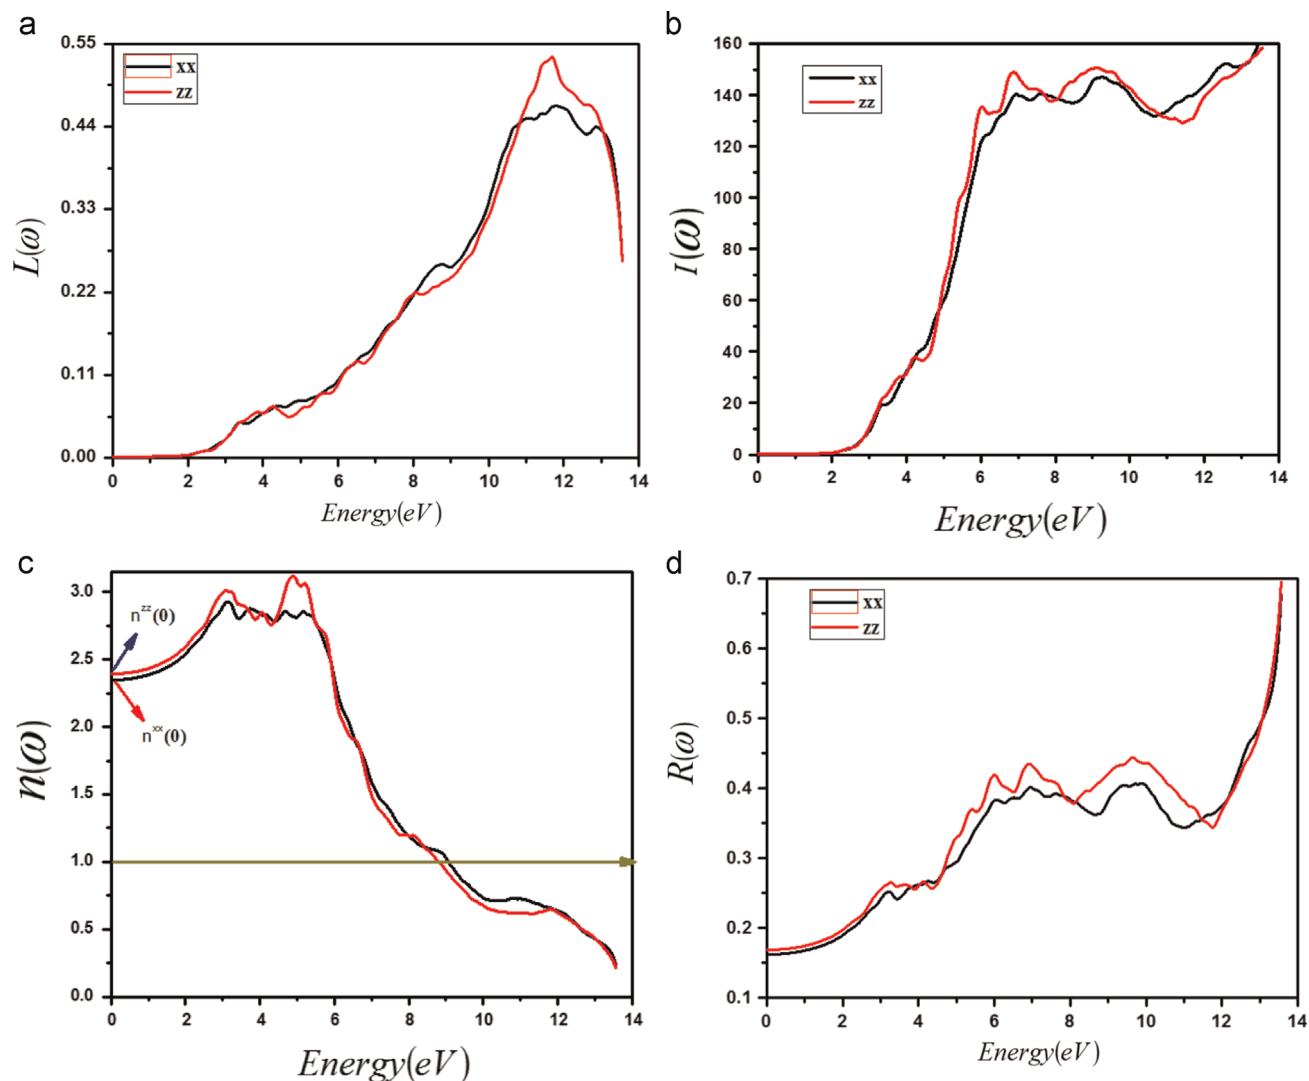 a
0.55
0.44
0.33
0.22
0.11
0.00
L(ω)
xx
zz
0 2 4 6 8 10 12 14
Energy(eV)
b
160
140
120
100
80
60
40
20
0
I(ω)
xx
zz
0 2 4 6 8 10 12 14
Energy(eV)
c
3.0
2.5
2.0
1.5
1.0
0.5
0.0
n(ω)
n^zz(0)
n^xx(0)
0 2 4 6 8 10 12 14
Energy(eV)
d
0.7
0.6
0.5
0.4
0.3
0.2
0.1
R(ω)
xx
zz
0 2 4 6 8 10 12 14
Energy(eV)